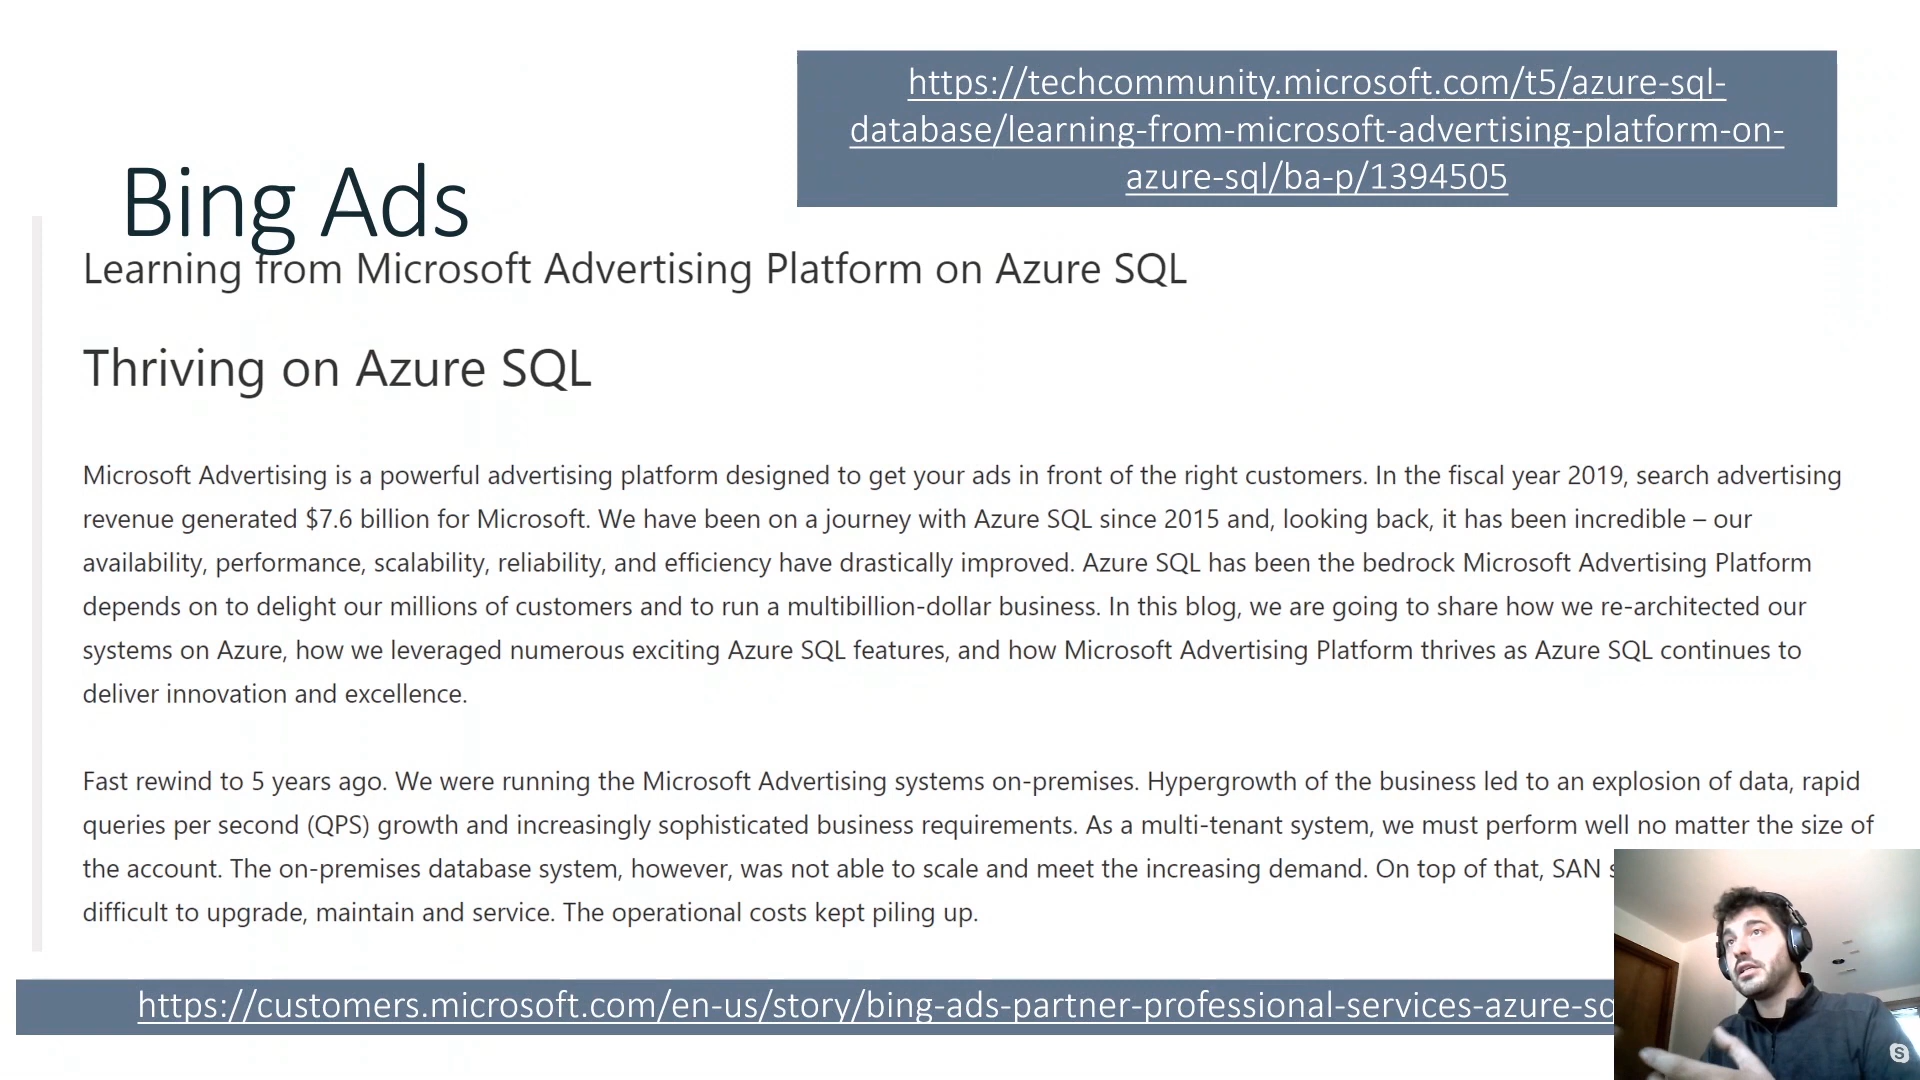 https://techcommunity.microsoft.com/t5/azure-sql-
database/learning-from-microsoft-advertising-platform-on-
azure-sql/ba-p/1394505
Bing Ads
Learning from Microsoft Advertising Platform on Azure SQL
Thriving on Azure SQL
Microsoft Advertising is a powerful advertising platform designed to get your ads in front of the right customers. In the fiscal year 2019, search advertising
revenue generated $7.6 billion for Microsoft. We have been on a journey with Azure SQL since 2015 and, looking back, it has been incredible – our
availability, performance, scalability, reliability, and efficiency have drastically improved. Azure SQL has been the bedrock Microsoft Advertising Platform
depends on to delight our millions of customers and to run a multibillion-dollar business. In this blog, we are going to share how we re-architected our
systems on Azure, how we leveraged numerous exciting Azure SQL features, and how Microsoft Advertising Platform thrives as Azure SQL continues to
deliver innovation and excellence.
Fast rewind to 5 years ago. We were running the Microsoft Advertising systems on-premises. Hypergrowth of the business led to an explosion of data, rapid
queries per second (QPS) growth and increasingly sophisticated business requirements. As a multi-tenant system, we must perform well no matter the size of
the account. The on-premises database system, however, was not able to scale and meet the increasing demand. On top of that, SAN
difficult to upgrade, maintain and service. The operational costs kept piling up.
https://customers.microsoft.com/en-us/story/bing-ads-partner-professional-services-azure-sq